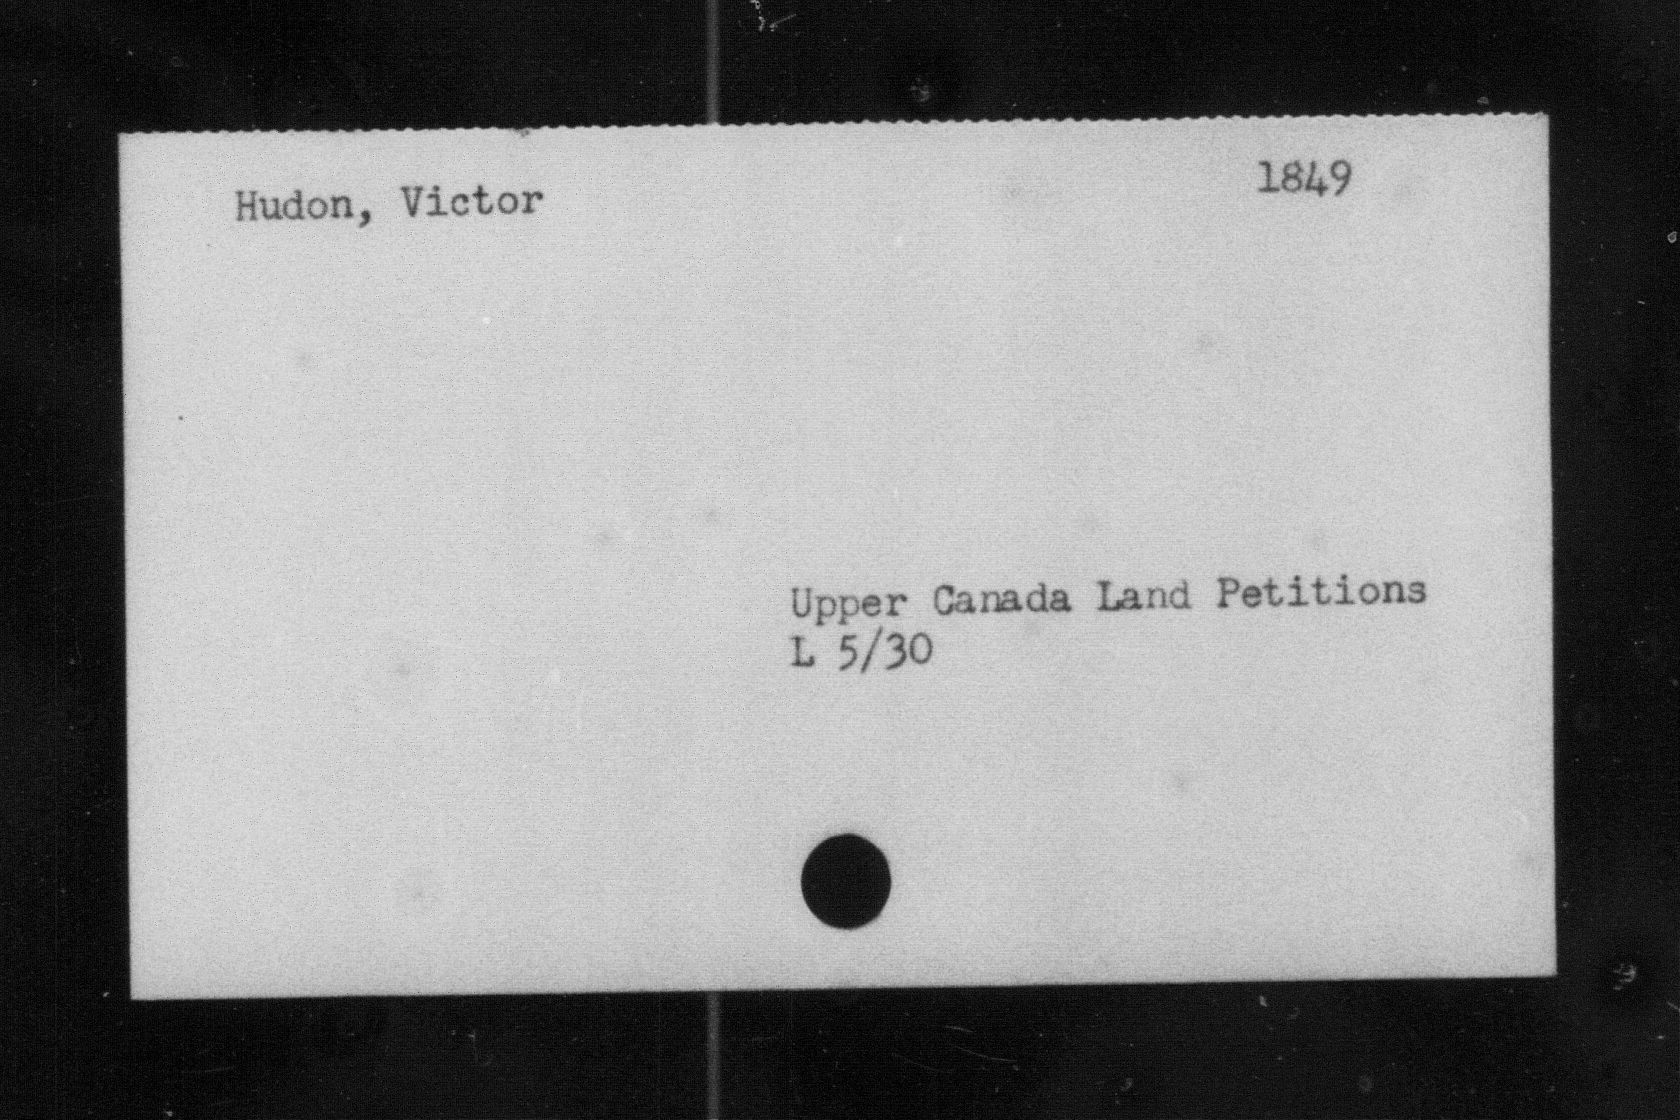 Hudon, Victor
1849
Upper Canada Land Petitions
L 5/30